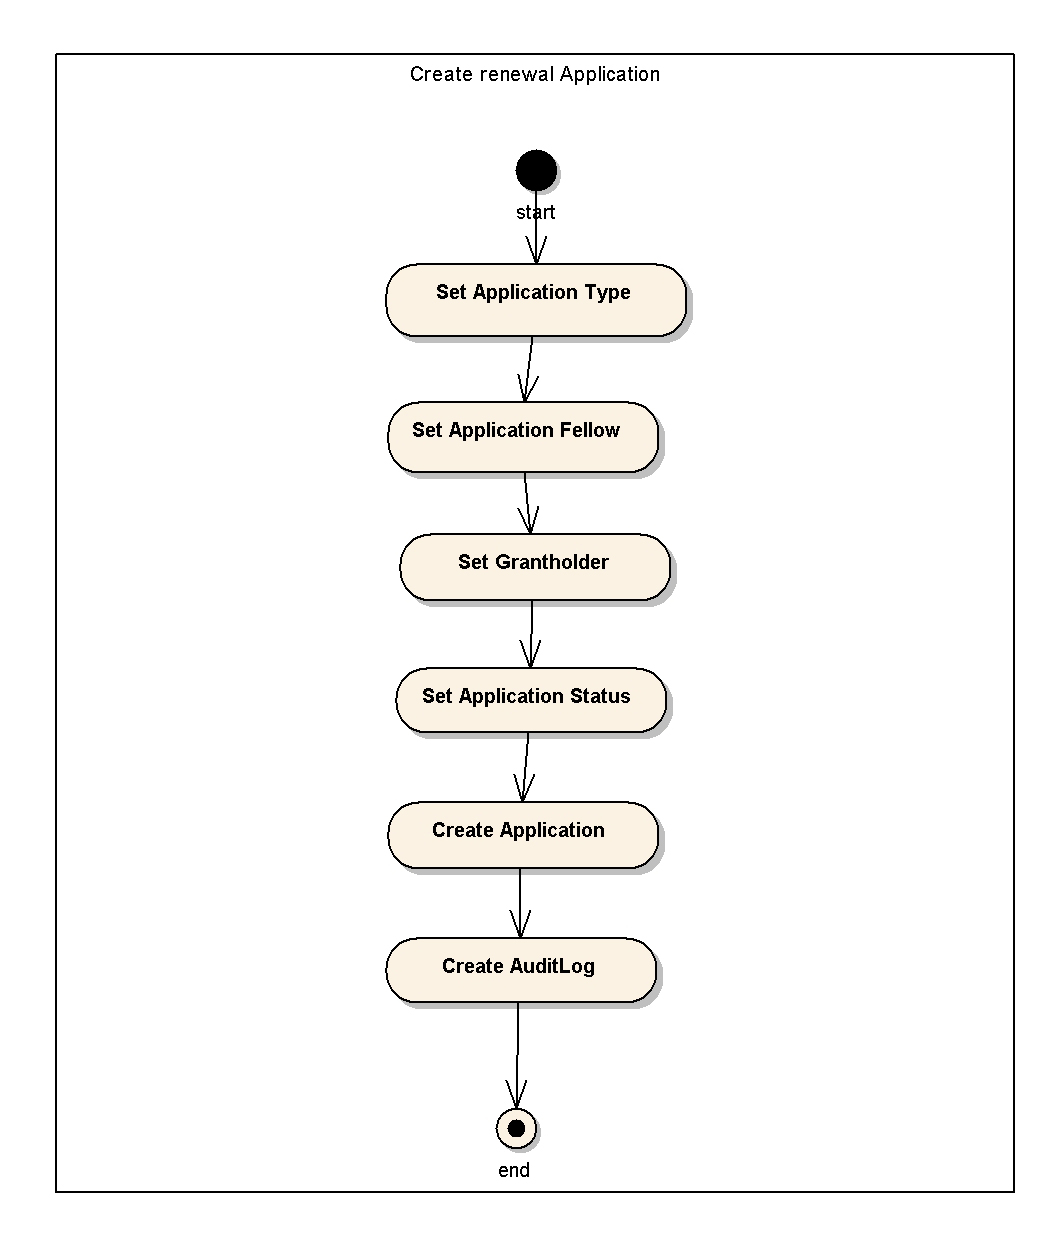 Create renewal Application
start
Set Application Type
Set Application Fellow
Set Grantholder
Set Application Status
Create Application
Create AuditLog
end